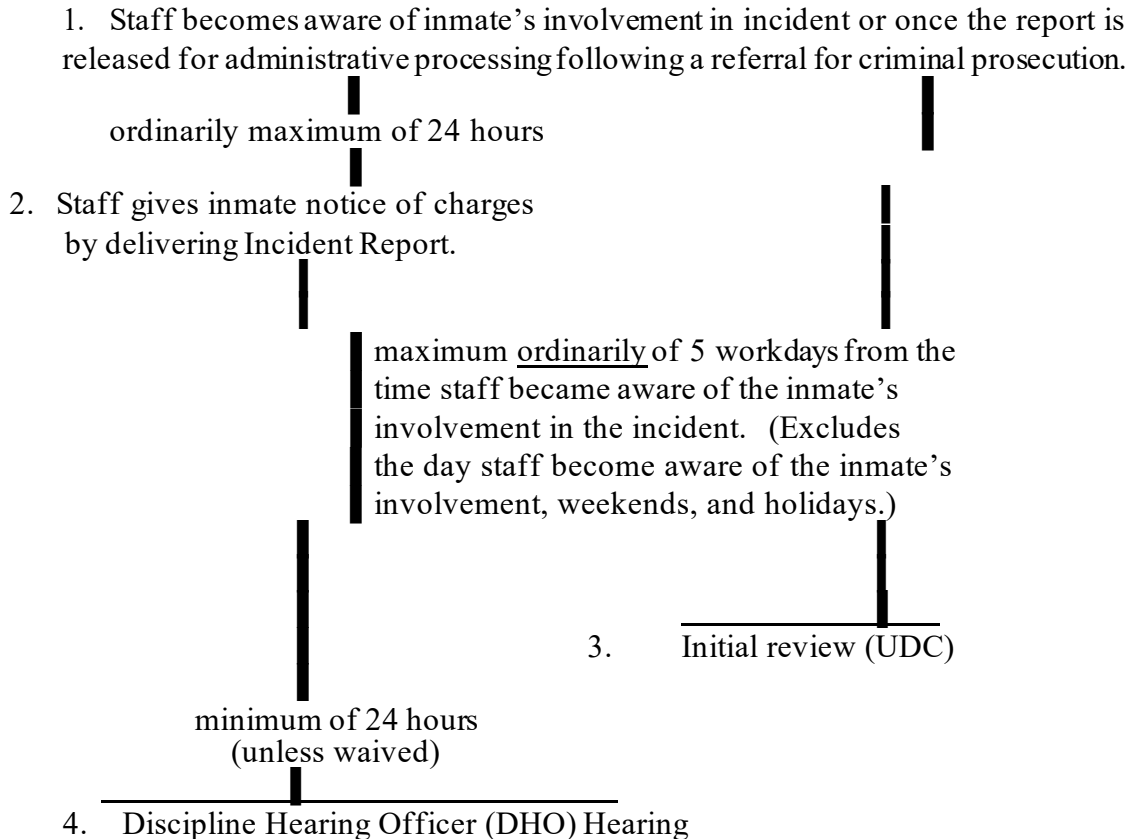 1. Staff becomes aware of inmate’s involvement in incident or once the report is
released for administrative processing following a referral for criminal prosecution.
ordinarily maximum of 24 hours
2. Staff gives inmate notice of charges
by delivering Incident Report.
maximum ordinarily of 5 workdays from the
time staff became aware of the inmate’s
involvement in the incident. (Excludes
the day staff become aware of the inmate’s
involvement, weekends, and holidays.)
3. Initial review (UDC)
minimum of 24 hours
(unless waived)
4. Discipline Hearing Officer (DHO) Hearing